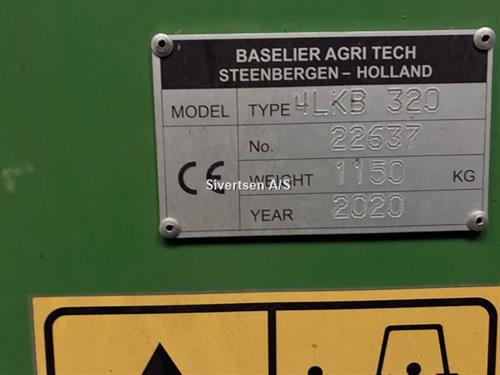 BASELIER AGRI TECH
STEENBERGEN – HOLLAND
MODEL TYPE 4LKB 320
No. 22637
CE WEIGHT 1150 KG
YEAR 2020
Sivertsen A/S